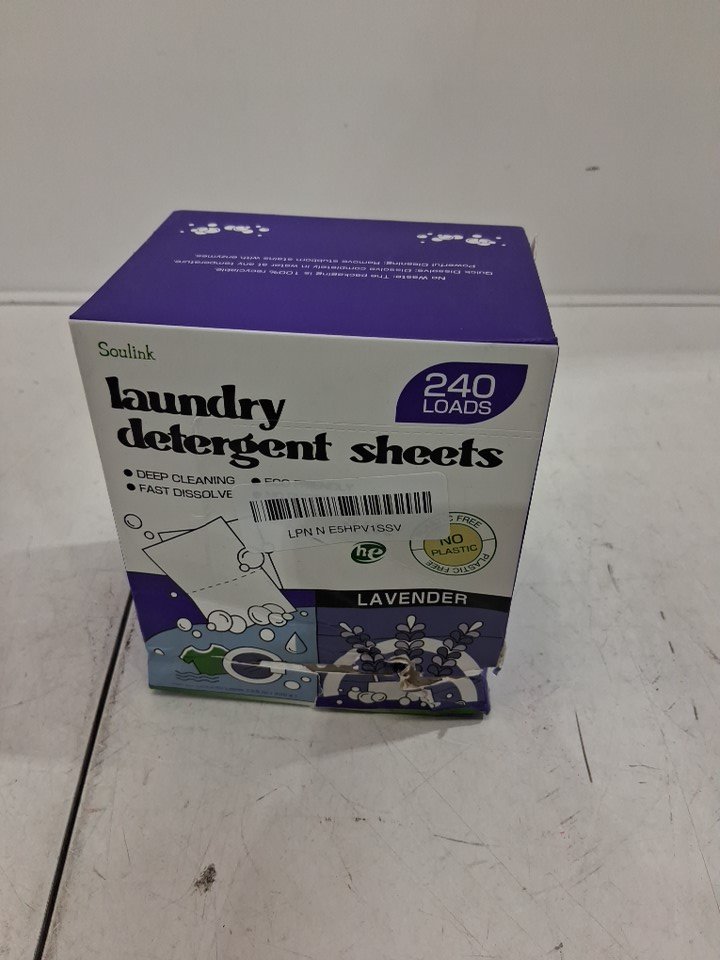 No Waste: The packaging is 100% recyclable.
Quick Dissolve: Dissolve completely in water at any temperature.
Powerful Cleaning: Remove stubborn stains with enzymes.
Soulink
240
LOADS
laundry
detergent sheets
DEEP CLEANING
FAST DISSOLVE
LPN N E5HPV1SSV
he
FREE
NO
PLASTIC
PLASTIC FREE
LAVENDER